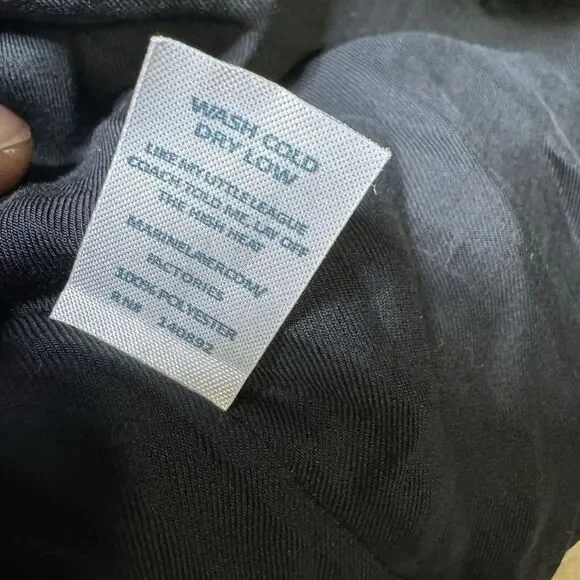 WASH COLD
DRY LOW
LIKE MY LITTLE LEAGUE
COACH TOLD ME, LAY OFF
THE HIGH HEAT
MARINELAYER.COM/
FACTORIES
100% POLYESTER
RN# 140892